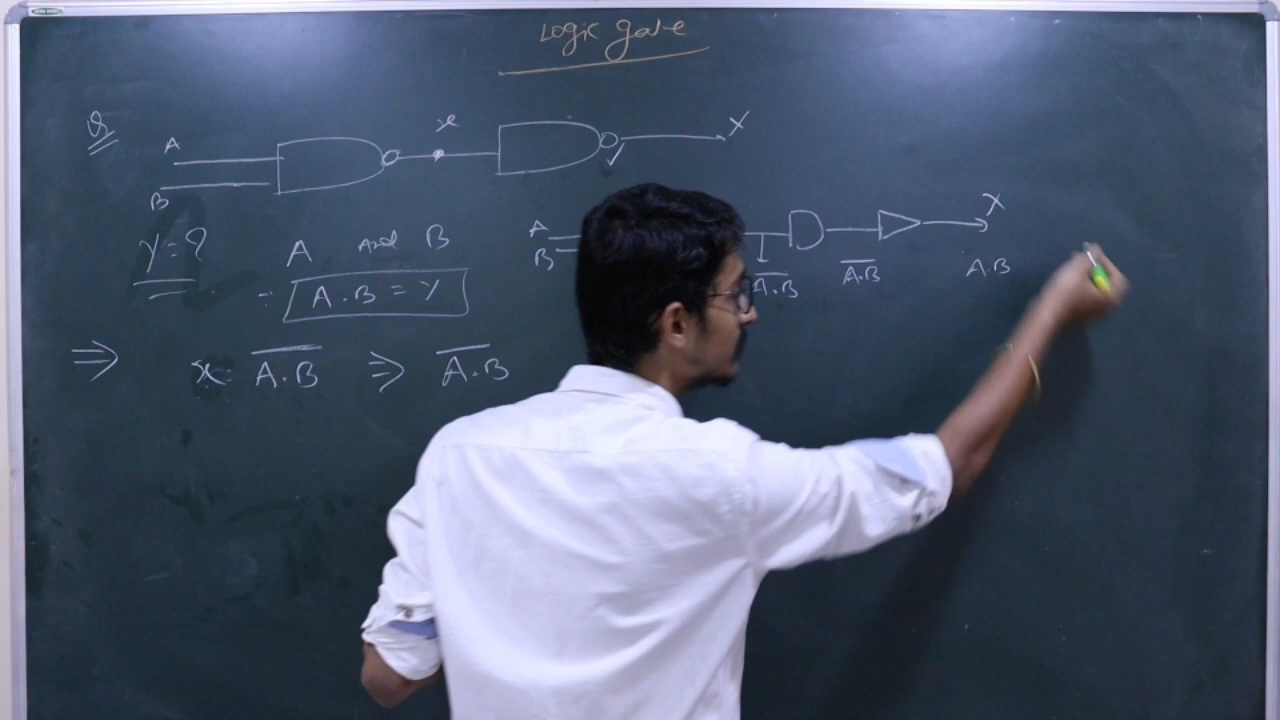 Logic gate
Q
A
B
x
X
Y = ?
A and B
A . B = Y
⇒ x = A̅.̅B̅ ⇒ A̅.̅B̅
A
B
X
A̅.̅B̅ A̅.̅B̅ A.B